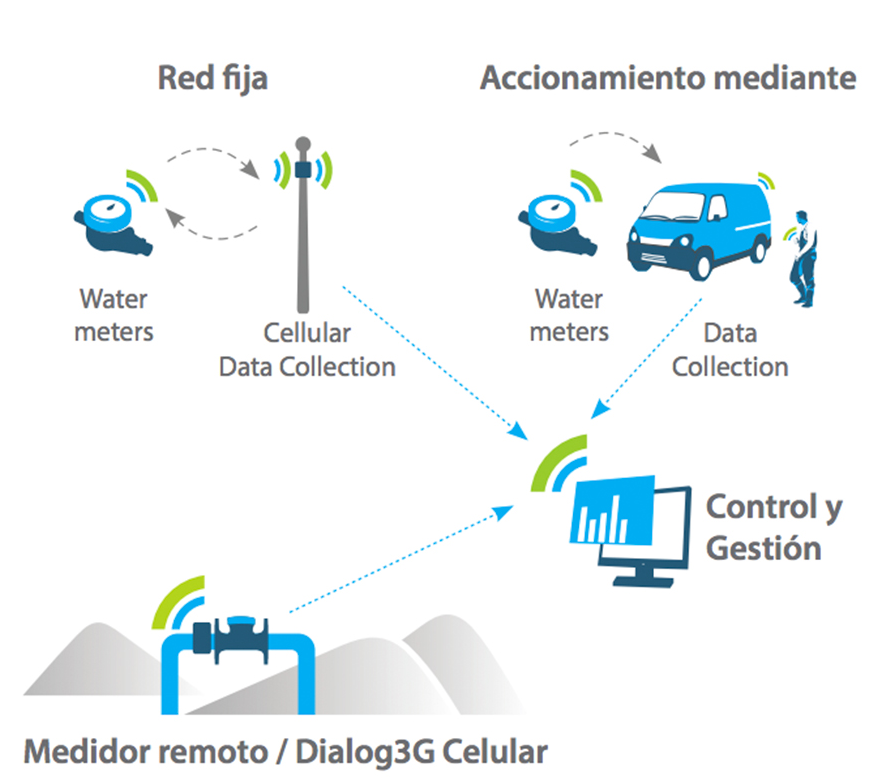 Red fija
Water
meters
Cellular
Data Collection
Accionamiento mediante
Water
meters
Data
Collection
Control y
Gestión
Medidor remoto / Dialog3G Celular